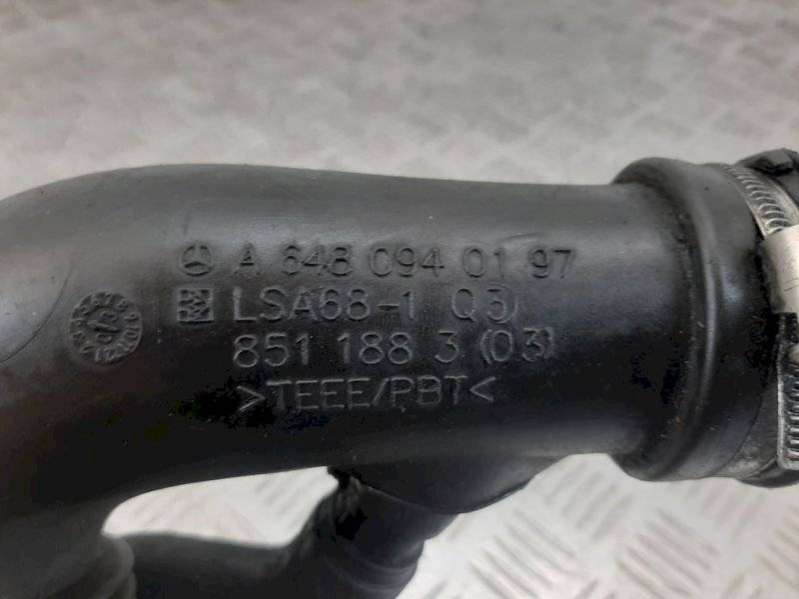 A 648 094 01 97
LSA68-1 Q3
851 188 3 (03)
>TEEE/PBT<